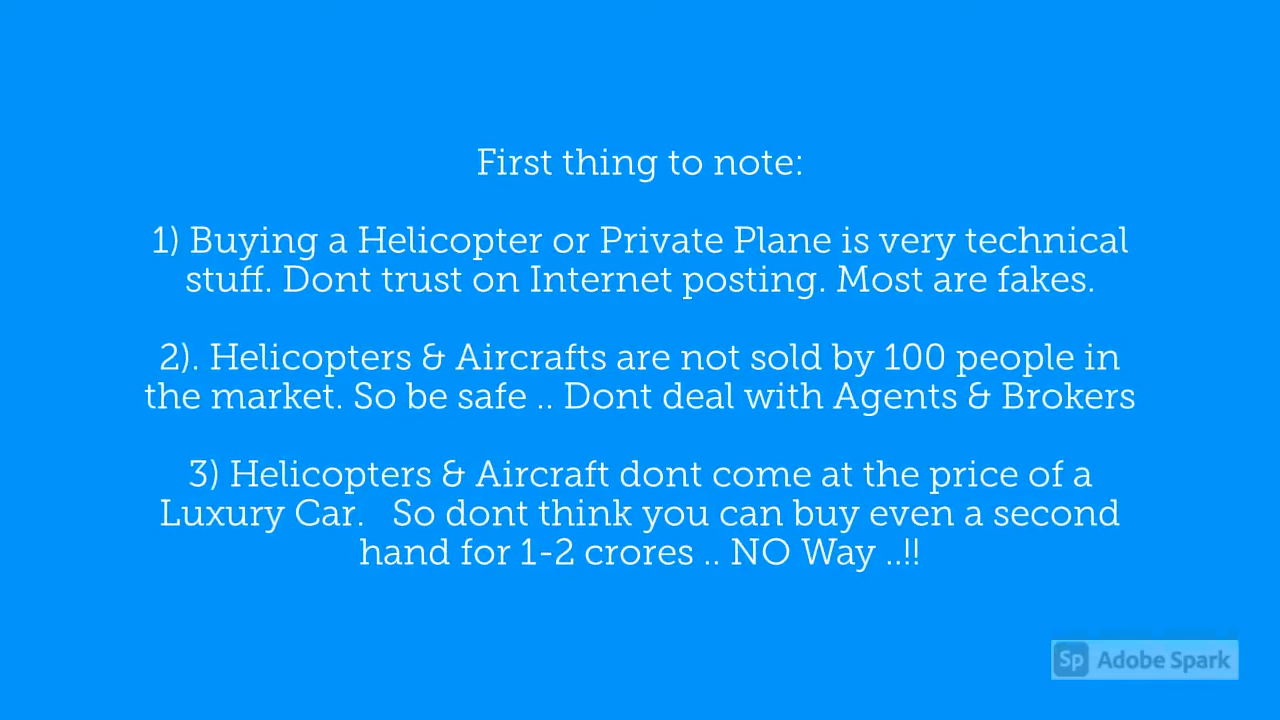 First thing to note:
1) Buying a Helicopter or Private Plane is very technical
stuff. Dont trust on Internet posting. Most are fakes.
2). Helicopters & Aircrafts are not sold by 100 people in
the market. So be safe .. Dont deal with Agents & Brokers
3) Helicopters & Aircraft dont come at the price of a
Luxury Car.   So dont think you can buy even a second
hand for 1-2 crores .. NO Way ..!!
Sp Adobe Spark